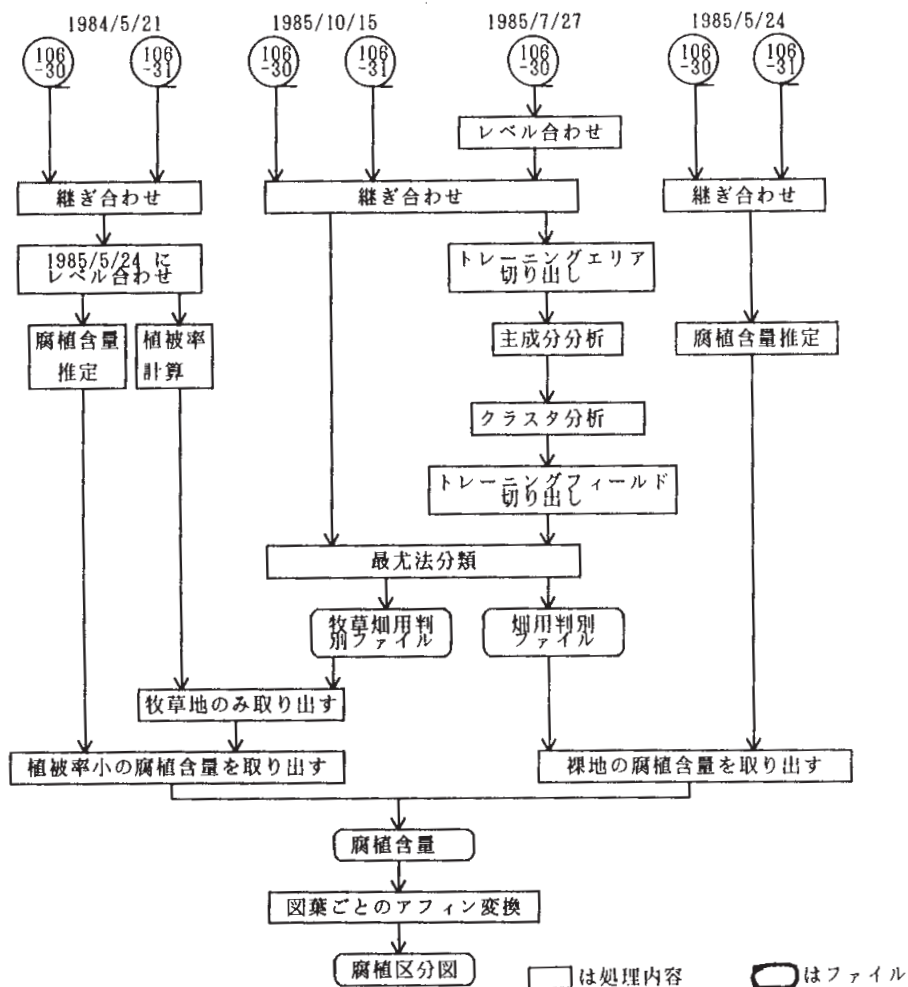 1984/5/21
1985/10/15
1985/7/27
1985/5/24
106
-30
106
-31
106
-30
106
-31
106
-30
106
-30
106
-31
レベル合わせ
継ぎ合わせ
継ぎ合わせ
継ぎ合わせ
1985/5/24 に
レベル合わせ
トレーニングエリア
切り出し
腐植含量
推定
植被率
計算
主成分分析
腐植含量推定
クラスタ分析
トレーニングフィールド
切り出し
最尤法分類
牧草畑用判
別ファイル
畑用判別
ファイル
牧草地のみ取り出す
植被率小の腐植含量を取り出す
裸地の腐植含量を取り出す
腐植含量
図葉ごとのアフィン変換
腐植区分図
は処理内容
はファイル